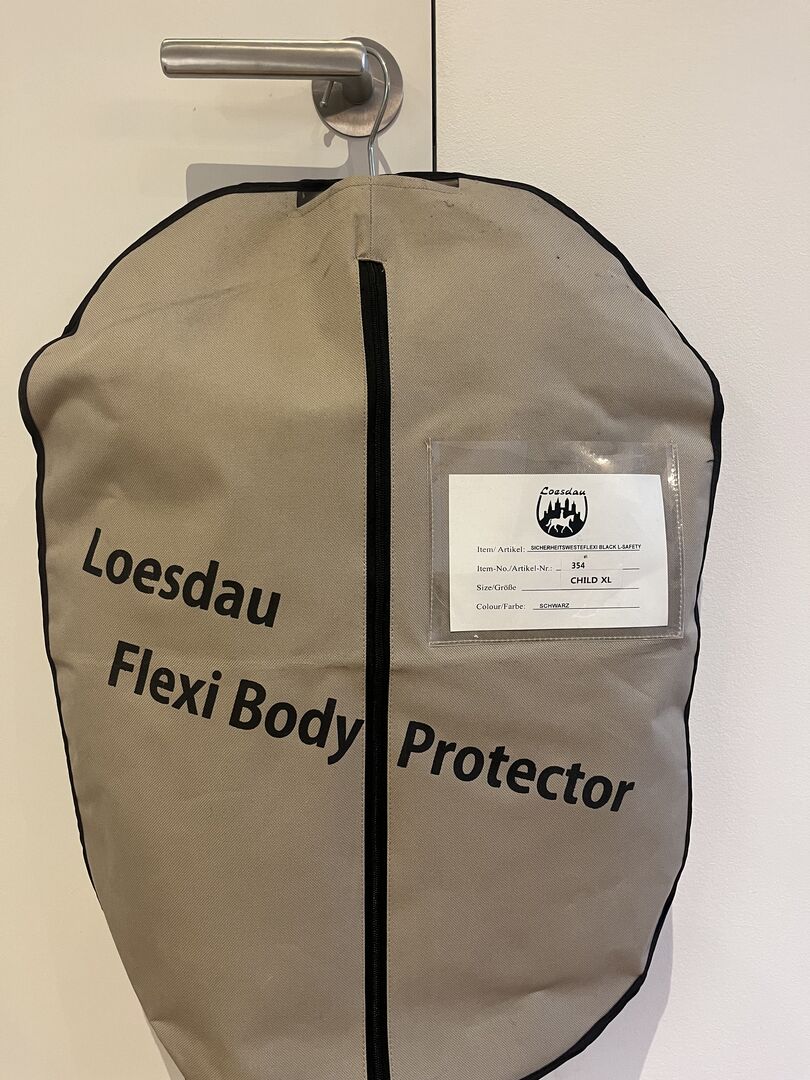 Loesdau
Item/ Artikel: SICHERHEITSWESTEFLEXI BLACK L-SAFETY
Item-No./Artikel-Nr.: 354
Size/Größe CHILD XL
Colour/Farbe: SCHWARZ
Loesdau
Flexi Body Protector